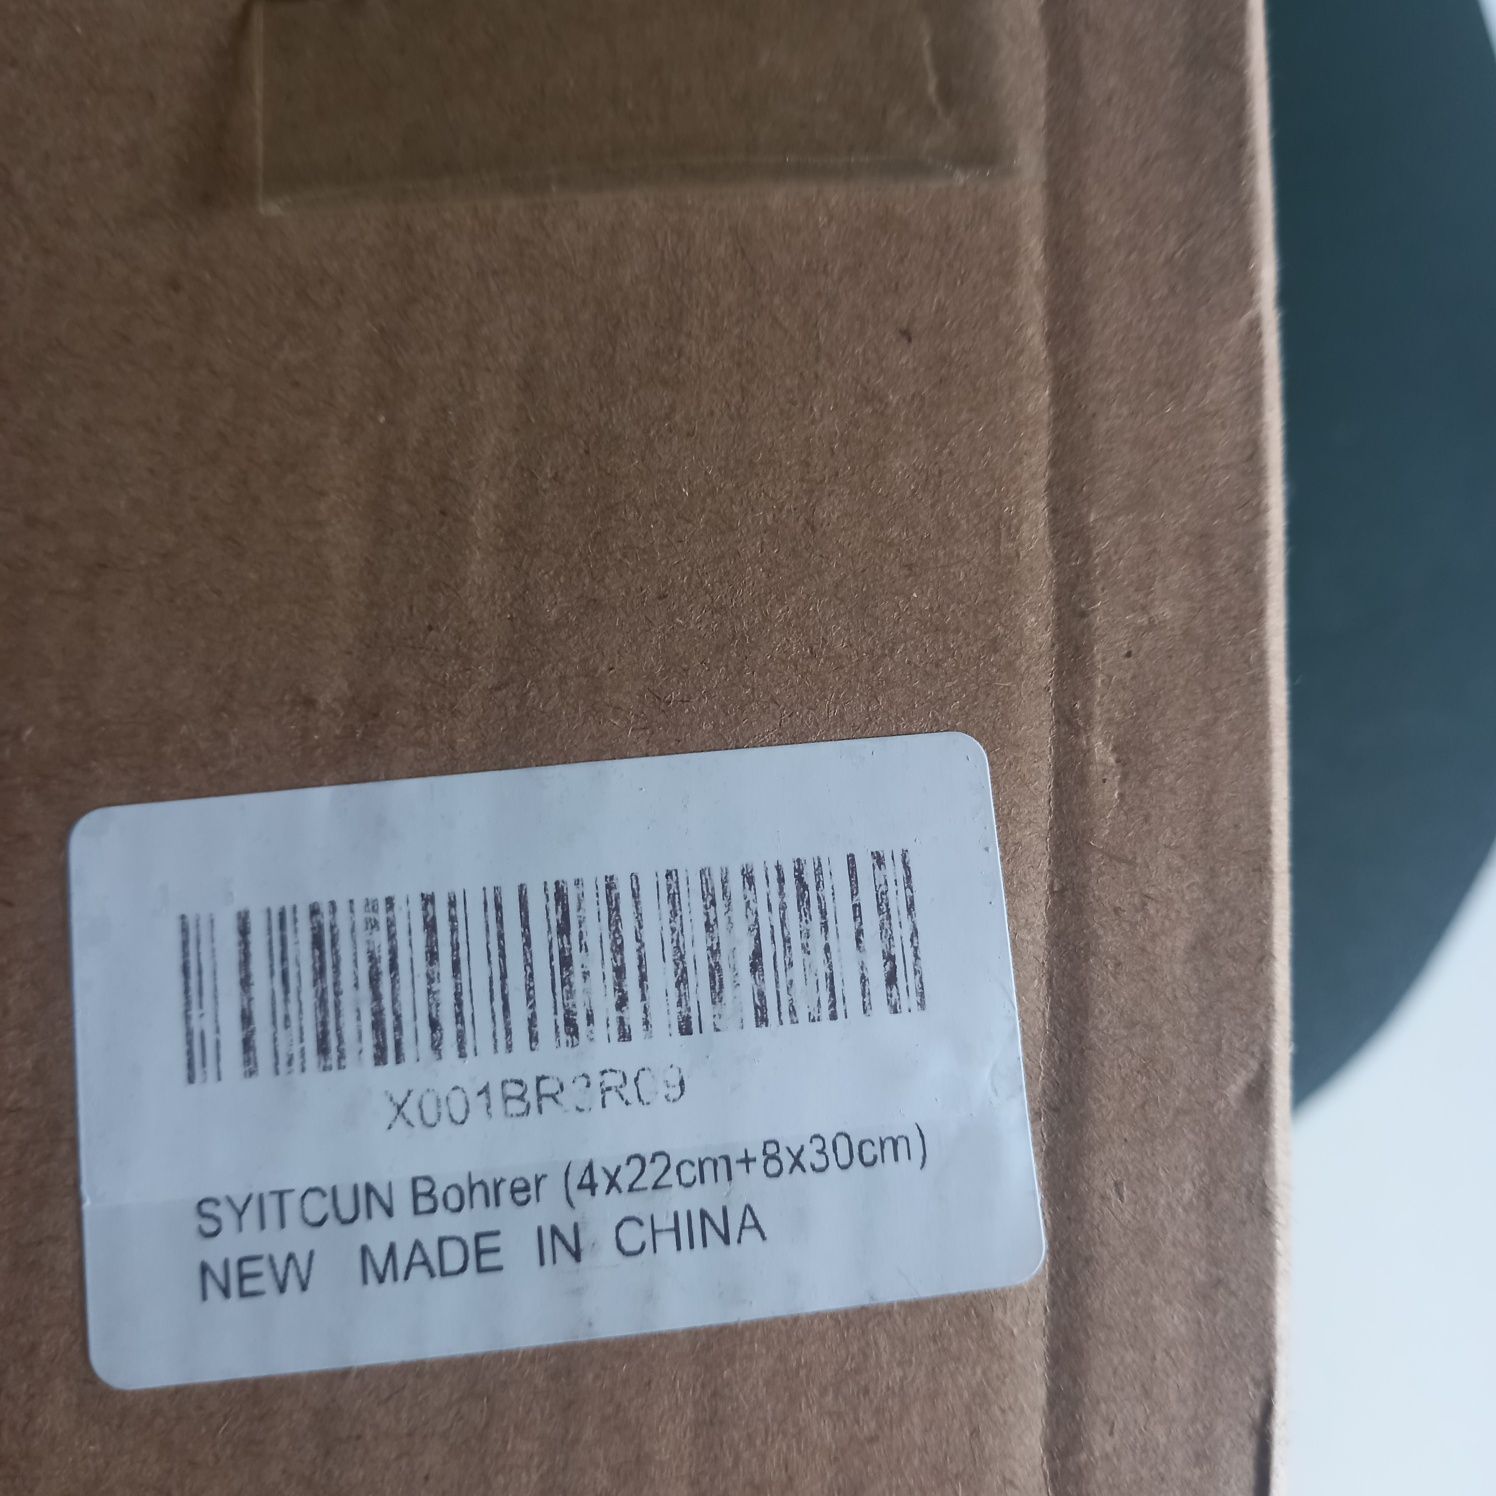 SYITCUN Bohrer (4x22cm+8x30cm)
NEW MADE IN CHINA